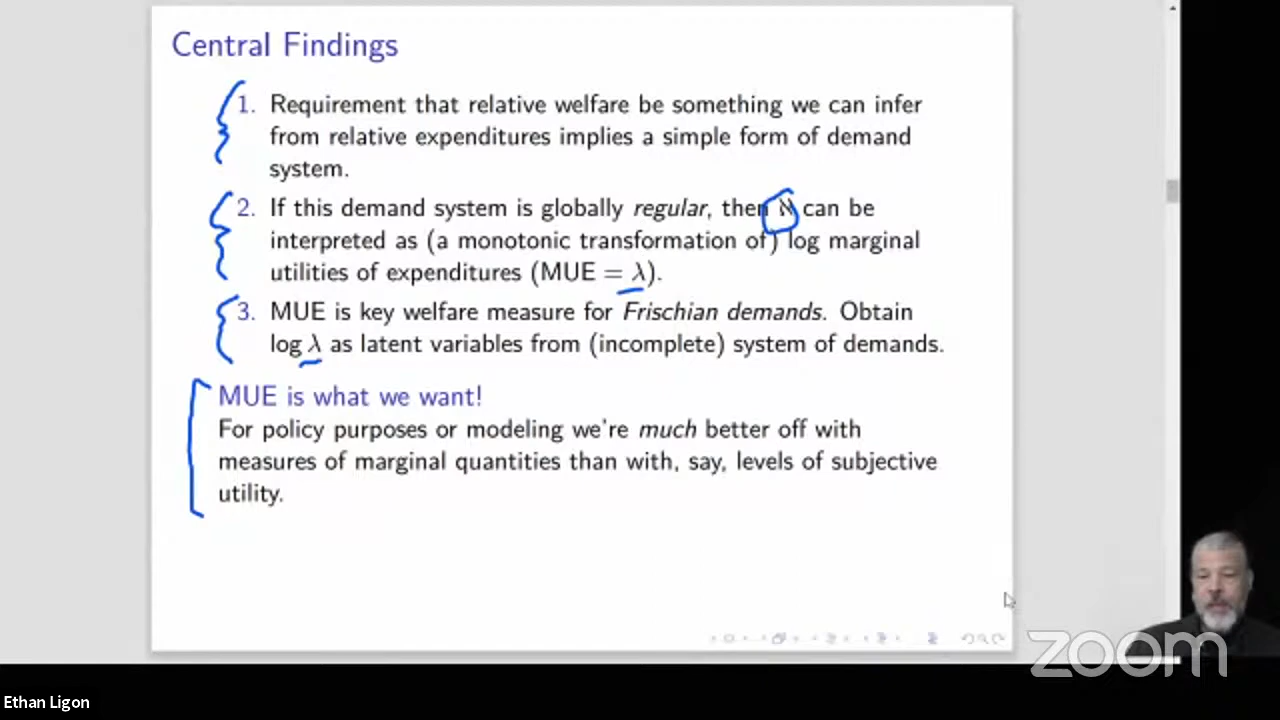 Central Findings
1. Requirement that relative welfare be something we can infer
from relative expenditures implies a simple form of demand
system.
2. If this demand system is globally regular, then can be
interpreted as (a monotonic transformation of) log marginal
utilities of expenditures (MUE = λ).
3. MUE is key welfare measure for Frischian demands. Obtain
log λ as latent variables from (incomplete) system of demands.
MUE is what we want!
For policy purposes or modeling we're much better off with
measures of marginal quantities than with, say, levels of subjective
utility.
zoom
Ethan Ligon